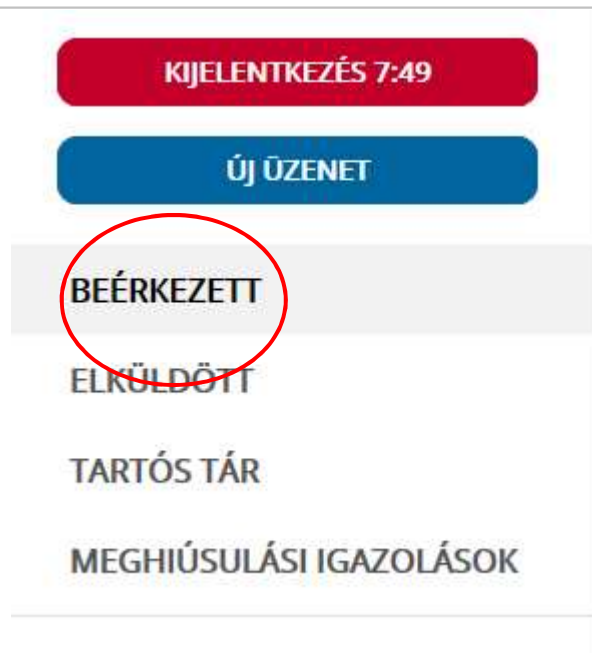 KIJELENTKEZÉS 7:49
ÚJ ÜZENET
BEÉRKEZETT
ELKÜLDÖTT
TARTÓS TÁR
MEGHIÚSULÁSI IGAZOLÁSOK